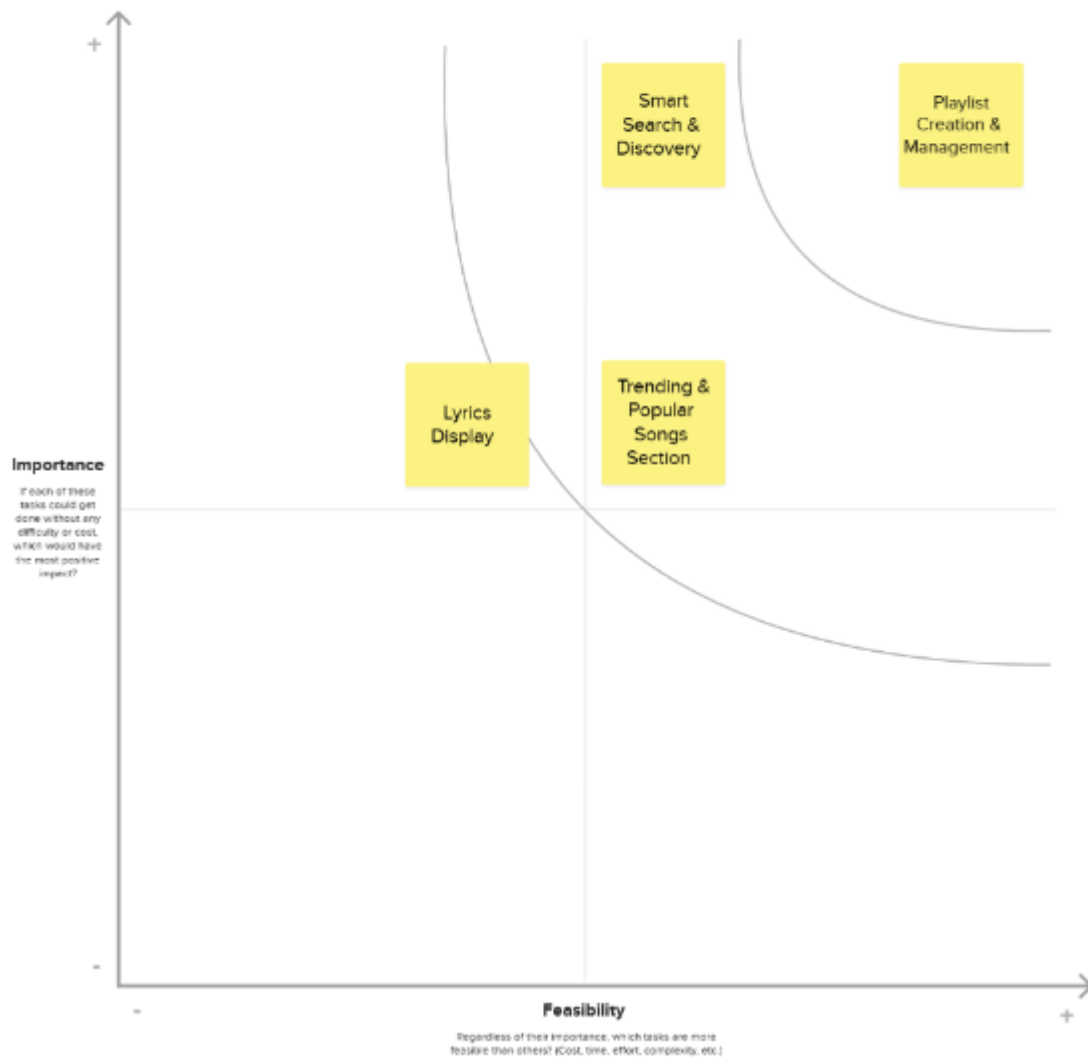 +
Smart
Search &
Discovery
Playlist
Creation &
Management
Lyrics
Display
Trending &
Popular
Songs
Section
Importance
If each of these
tasks could get
done without any
difficulty or cost,
which would have
the most positive
impact?
-
-
Feasibility
+
Regardless of their importance, which tasks are more
feasible than others? (Cost, time, effort, complexity, etc.)